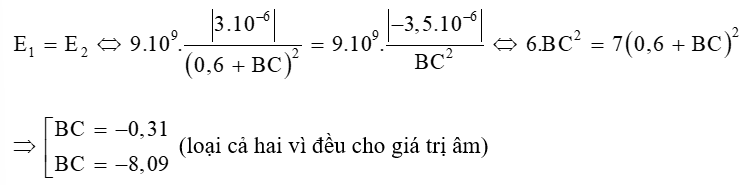 E₁ = E₂ ⇔ 9.10⁹.|3.10⁻⁶|/(0,6 + BC)² = 9.10⁹.|−3,5.10⁻⁶|/BC² ⇔ 6.BC² = 7(0,6 + BC)²
⇒ [BC = −0,31
BC = −8,09 (loại cả hai vì đều cho giá trị âm)